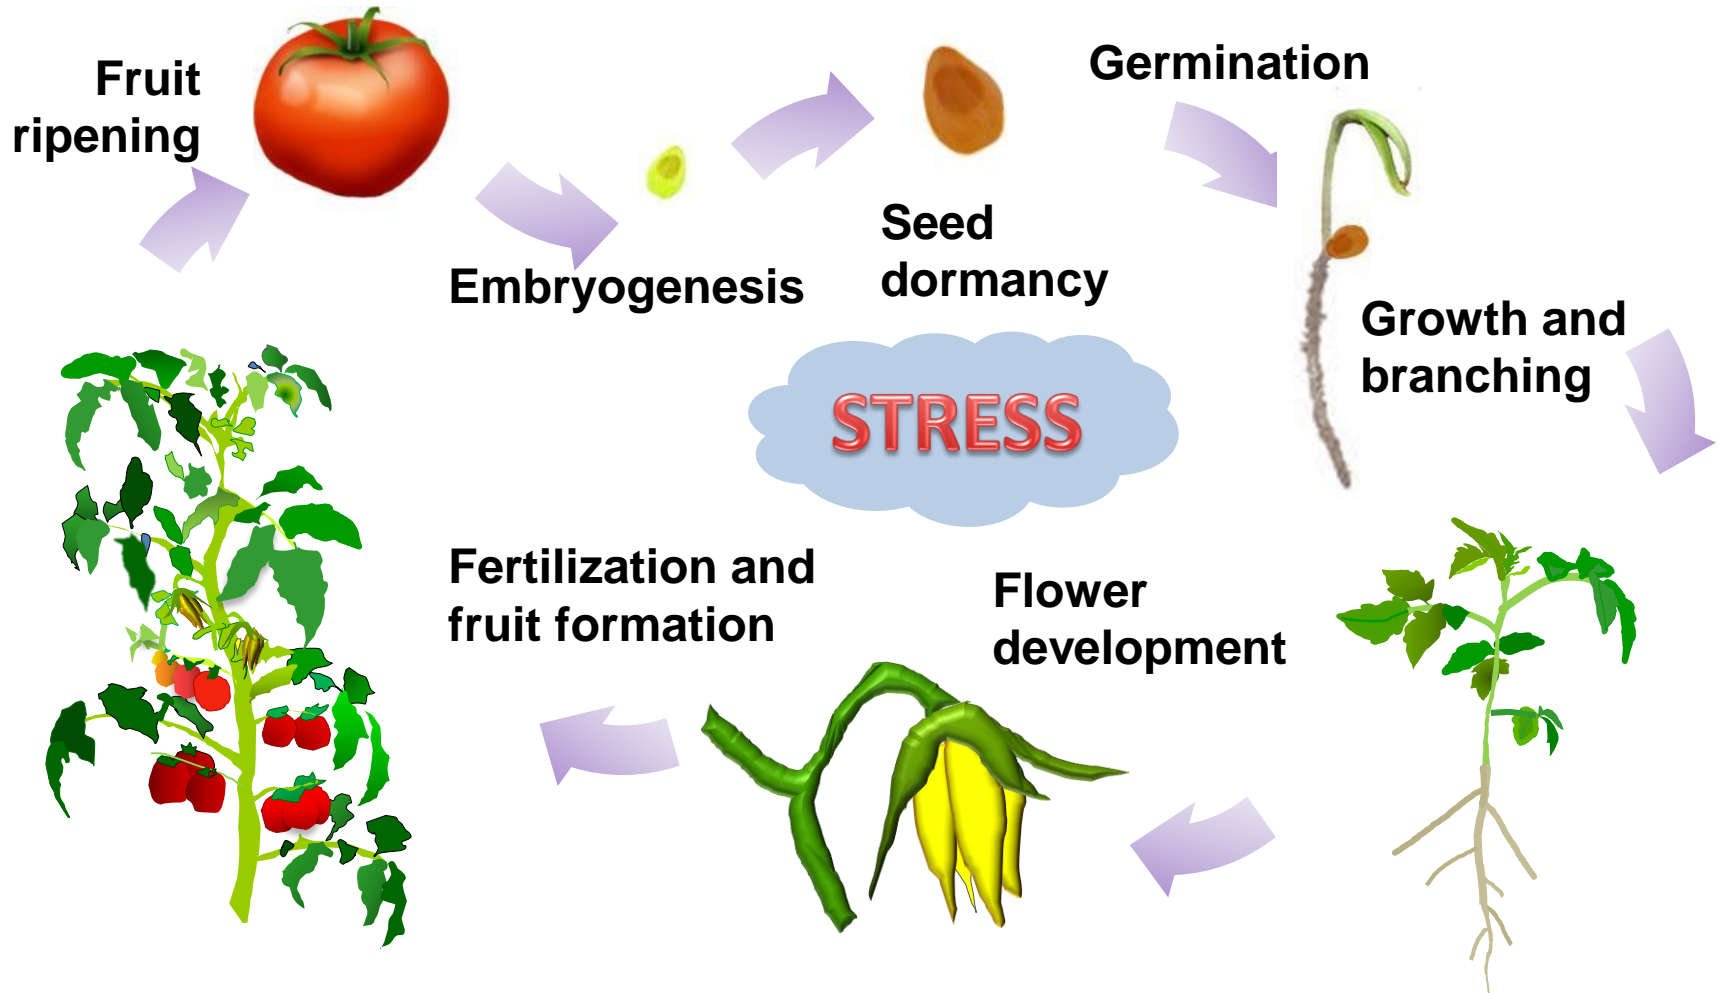 Fruit
ripening
Embryogenesis
Seed
dormancy
Germination
Growth and
branching
STRESS
Flower
development
Fertilization and
fruit formation